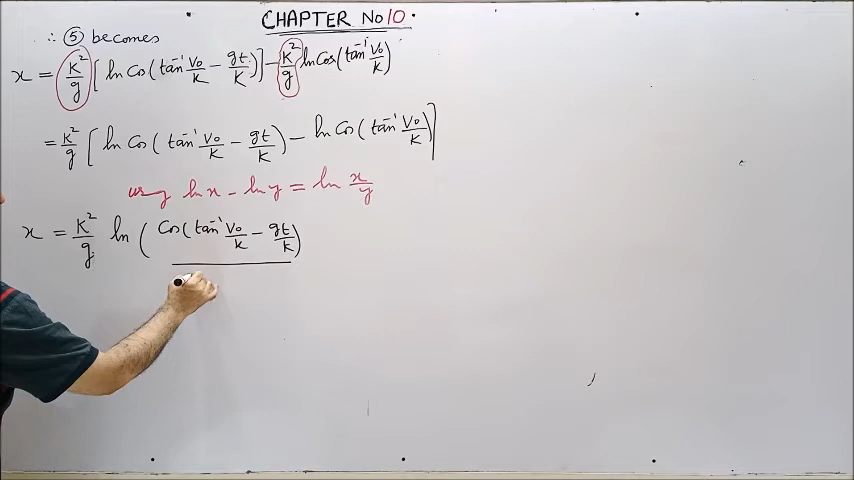 CHAPTER No 10
∴ ⑤ becomes
x = K²/g [ ln Cos( tan⁻¹ V₀/K − gt/K ) ] − K²/g ln Cos( tan⁻¹ V₀/K )
= K²/g [ ln Cos( tan⁻¹ V₀/K − gt/K ) − ln Cos( tan⁻¹ V₀/K ) ]
using ln x − ln y = ln x/y
x = K²/g ln ( Cos( tan⁻¹ V₀/K − gt/K )